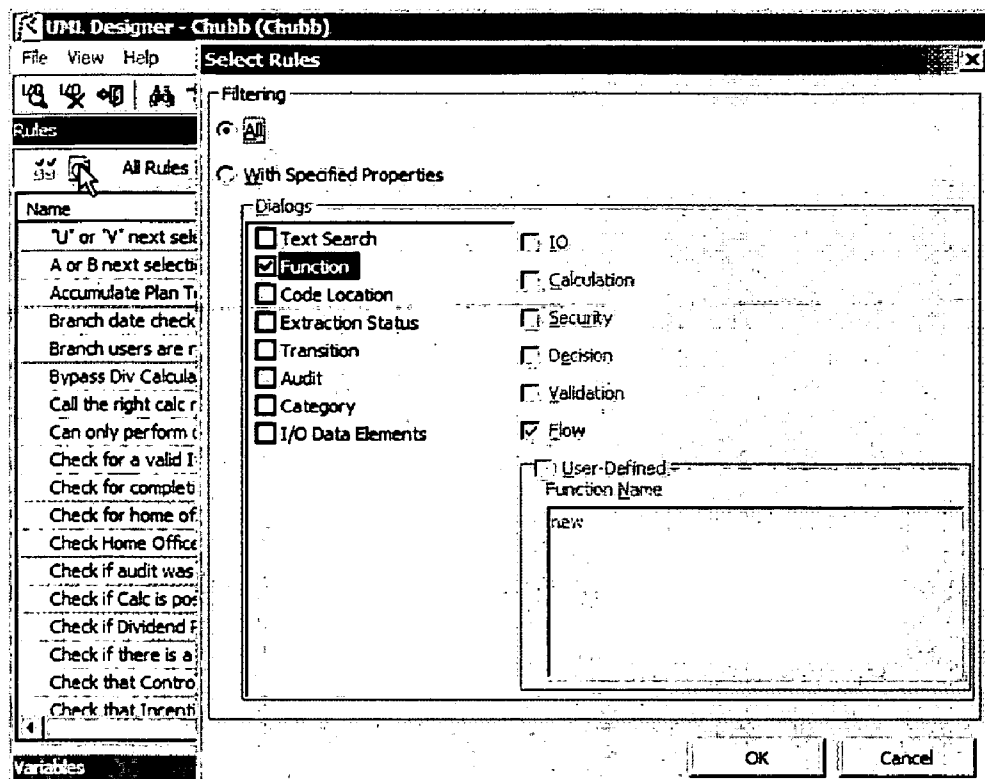 UML Designer - Chubb (Chubb)
File View Help
Select Rules
Filtering
Rules
All
All Rules
With Specified Properties
Name
Dialogs
"U" or "V" next sele
Text Search
IO
A or B next selecti
Function
Calculation
Accumulate Plan T
Code Location
Security
Branch date check
Extraction Status
Branch users are r
Transition
Decision
Bypass Div Calcula
Audit
Validation
Call the right calc r
Category
Can only perform
I/O Data Elements
Flow
Check for a valid I
User-Defined
Check for completi
Function Name
Check for home of
new
Check Home Office
Check if audit was
Check if Calc is pos
Check if Dividend
Check if there is a
Check that Contro
Check that Incenti
Variables
OK
Cancel